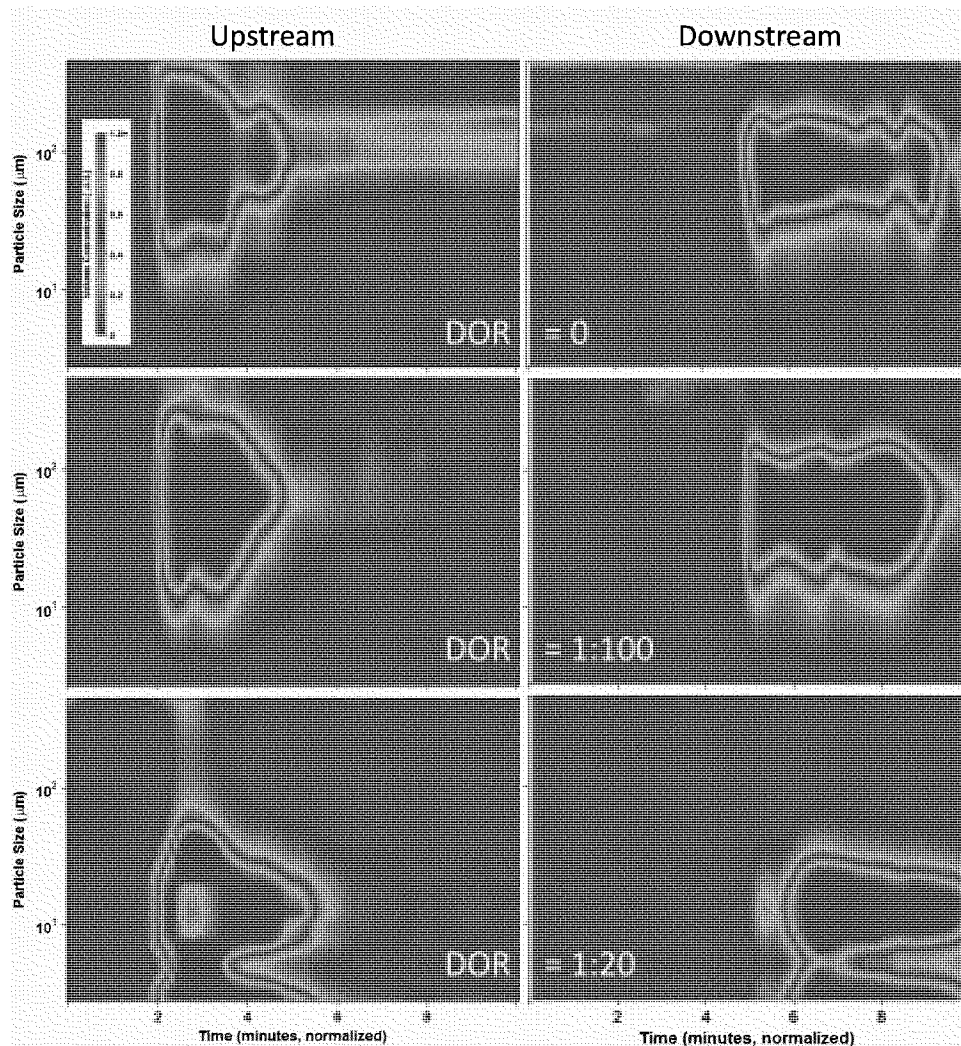 Upstream
Downstream
Particle Size (μm)
10²
10¹
DOR = 0
Particle Size (μm)
10²
10¹
DOR = 1:100
Particle Size (μm)
10²
10¹
DOR = 1:20
2 4 6 8
2 4 6 8
Time (minutes, normalized)
Time (minutes, normalized)